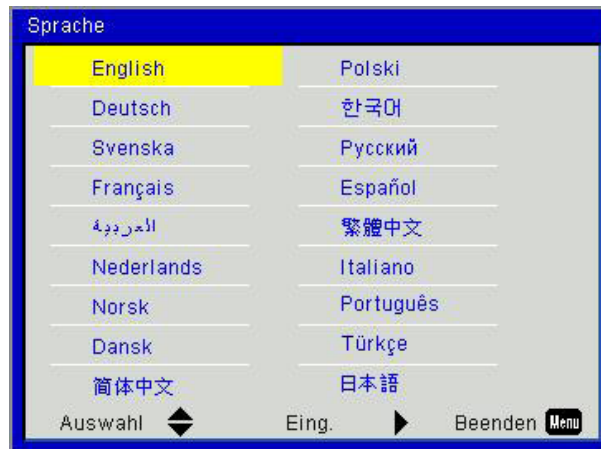 Sprache
English Polski
Deutsch 한국어
Svenska Русский
Français Español
العربية 繁體中文
Nederlands Italiano
Norsk Português
Dansk Türkçe
简体中文 日本語
Auswahl Eing. Beenden Menu